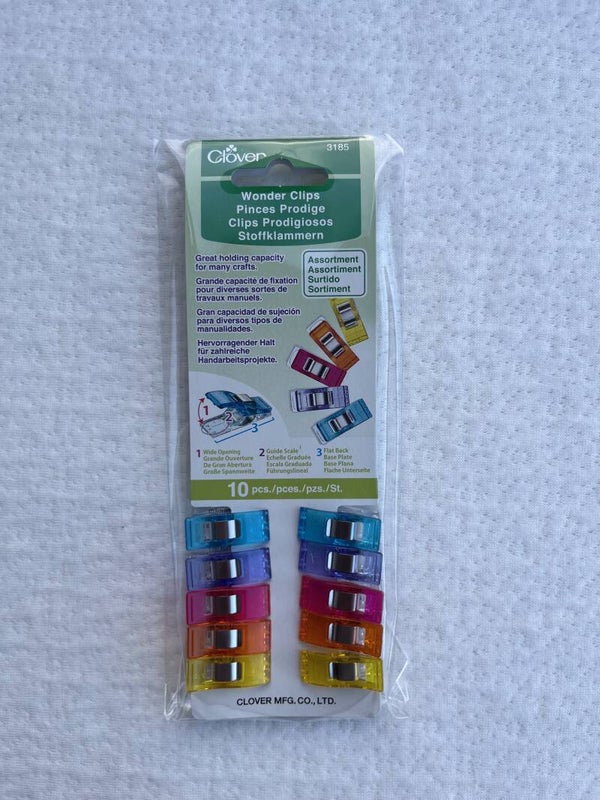 Clover
3185
Wonder Clips
Pinces Prodige
Clips Prodigiosos
Stoffklammern
Great holding capacity
for many crafts.
Grande capacité de fixation
pour diverses sortes de
travaux manuels.
Gran capacidad de sujeción
para diversos tipos de
manualidades.
Hervorragender Halt
für zahlreiche
Handarbeitsprojekte.
Assortment
Assortiment
Surtido
Sortiment
1
2
3
1 Wide Opening
Grande Ouverture
De Gran Abertura
Große Spannweite
2 Guide Scale
Echelle Graduée
Escala Graduada
Führungslineal
3 Flat Back
Base Plate
Base Plana
Flache Unterseite
10 pcs./pces./pzs./St.
CLOVER MFG. CO., LTD.